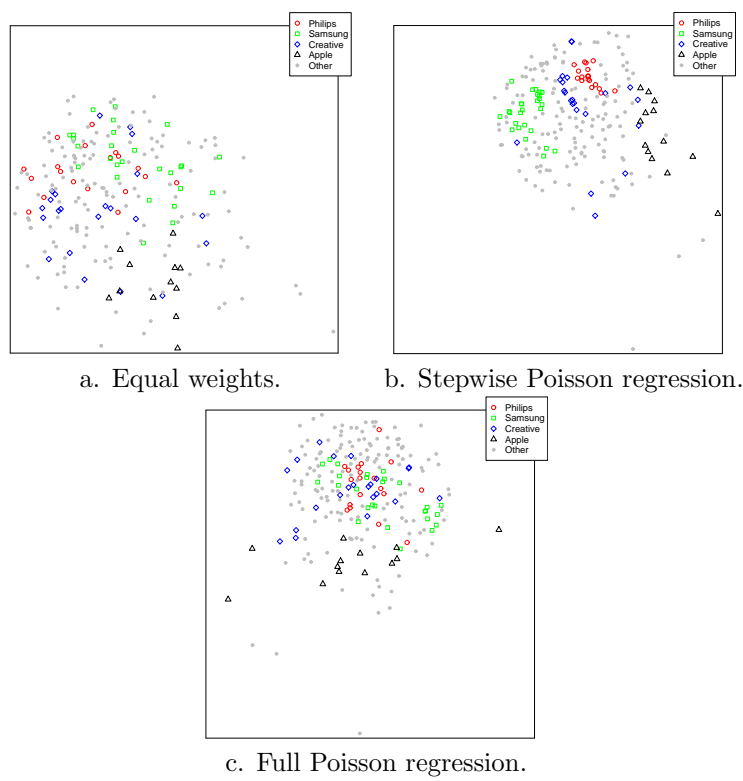 Philips
Samsung
Creative
Apple
Other
Philips
Samsung
Creative
Apple
Other
a. Equal weights.
b. Stepwise Poisson regression.
Philips
Samsung
Creative
Apple
Other
c. Full Poisson regression.